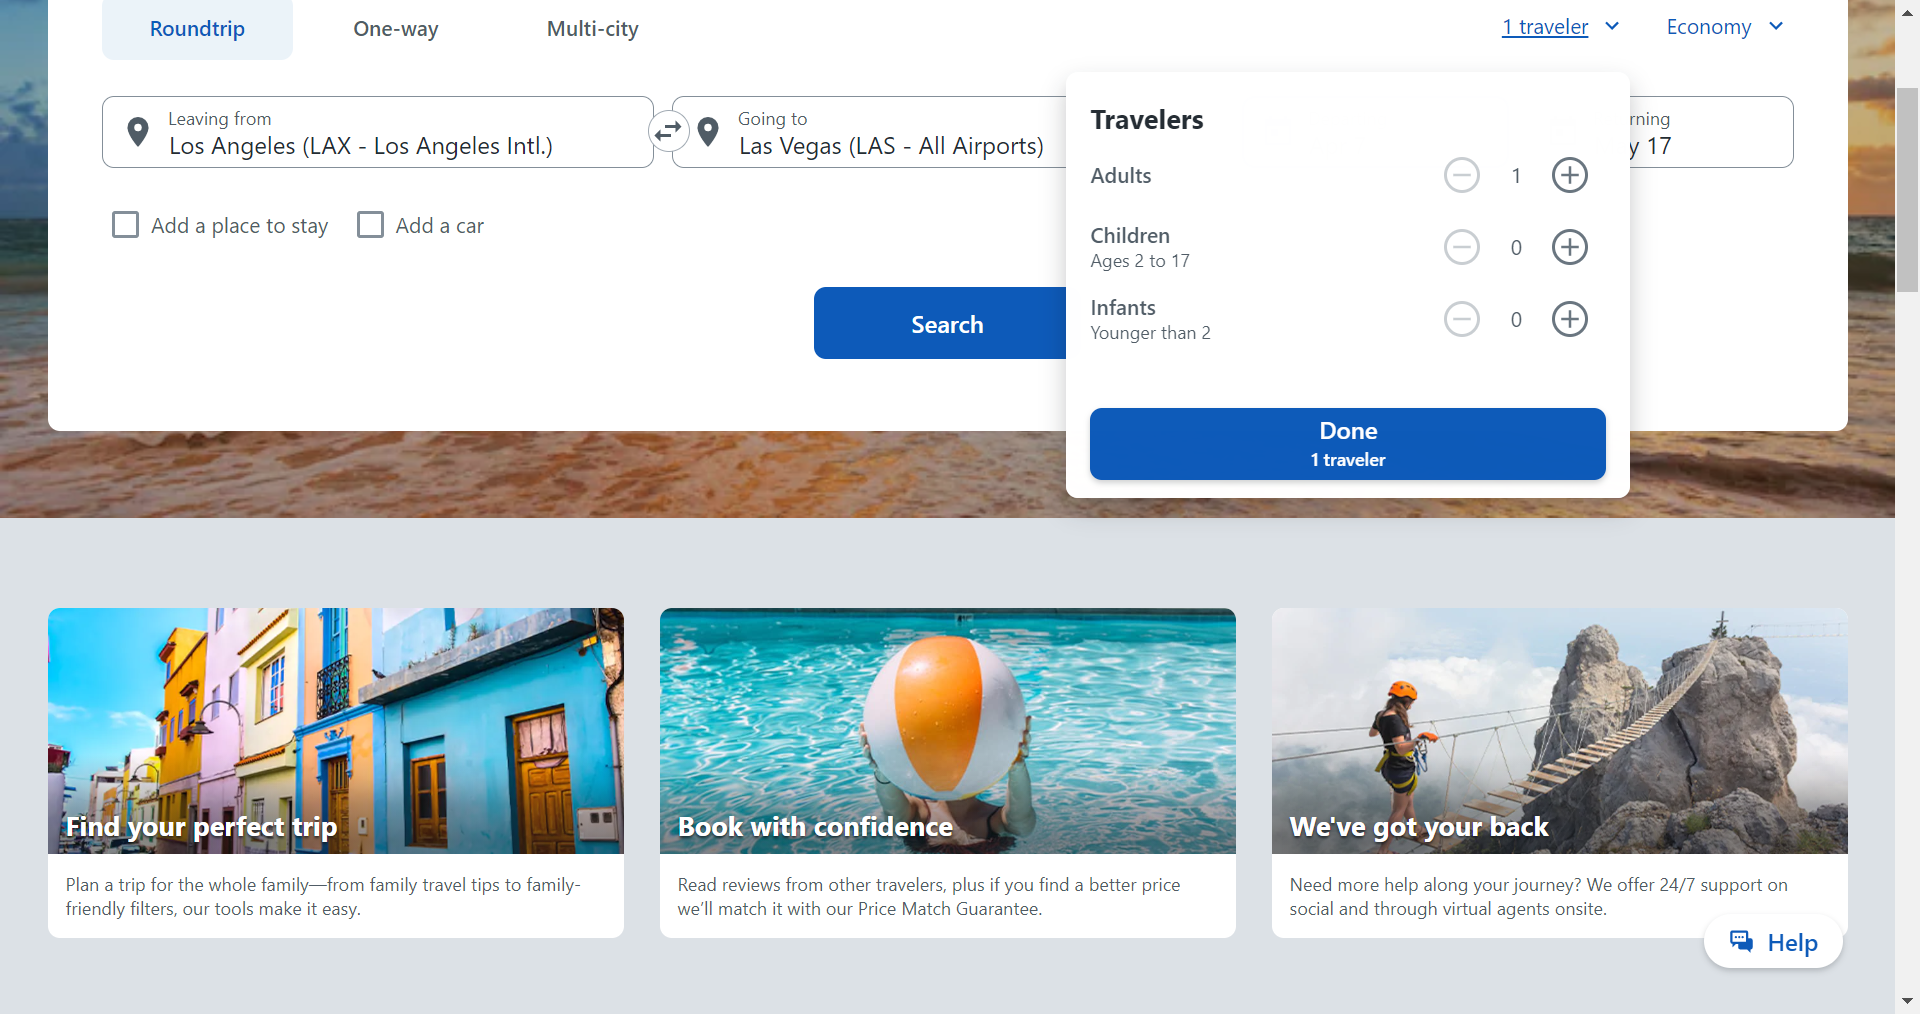 Roundtrip
One-way
Multi-city
1 traveler
Economy
Leaving from
Los Angeles (LAX - Los Angeles Intl.)
Going to
Las Vegas (LAS - All Airports)
Travelers
Adults
1
Children
Ages 2 to 17
0
Infants
Younger than 2
0
Done
1 traveler
rning
y 17
Add a place to stay
Add a car
Search
Find your perfect trip
Plan a trip for the whole family—from family travel tips to family-
friendly filters, our tools make it easy.
Book with confidence
Read reviews from other travelers, plus if you find a better price
we’ll match it with our Price Match Guarantee.
We've got your back
Need more help along your journey? We offer 24/7 support on
social and through virtual agents onsite.
Help